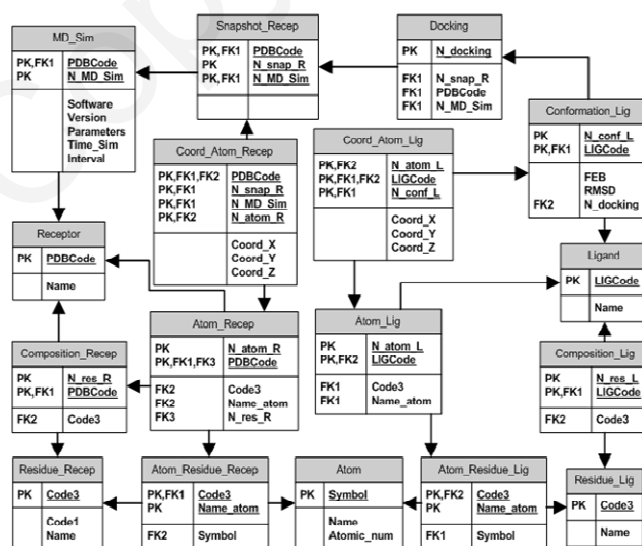 MD_Sim
PK,FK1 PDBCode
PK N_MD_Sim
Software
Version
Parameters
Time_Sim
Interval
Snapshot_Recep
PK,FK1 PDBCode
PK N_snap_R
PK,FK1 N_MD_Sim
Docking
PK N_docking
FK1 N_snap_R
FK1 PDBCode
FK1 N_MD_Sim
Conformation_Lig
PK N_conf_L
PK,FK1 LIGCode
FEB
RMSD
FK2 N_docking
Coord_Atom_Recep
PK,FK1,FK2 PDBCode
PK,FK1 N_snap_R
PK,FK1 N_MD_Sim
PK,FK2 N_atom_R
Coord_X
Coord_Y
Coord_Z
Coord_Atom_Lig
PK,FK2 N_atom_L
PK,FK1,FK2 LIGCode
PK,FK1 N_conf_L
Coord_X
Coord_Y
Coord_Z
Receptor
PK PDBCode
Name
Ligand
PK LIGCode
Name
Atom_Recep
PK N_atom_R
PK,FK1,FK3 PDBCode
FK2 Code3
FK2 Name_atom
FK3 N_res_R
Atom_Lig
PK N_atom_L
PK,FK2 LIGCode
FK1 Code3
FK1 Name_atom
Composition_Recep
PK N_res_R
PK,FK1 PDBCode
FK2 Code3
Composition_Lig
PK N_res_L
PK,FK1 LIGCode
FK2 Code3
Residue_Recep
PK Code3
Code1
Name
Atom_Residue_Recep
PK,FK1 Code3
PK Name_atom
FK2 Symbol
Atom
PK Symbol
Name
Atomic_num
Atom_Residue_Lig
PK,FK2 Code3
PK Name_atom
FK1 Symbol
Residue_Lig
PK Code3
Name